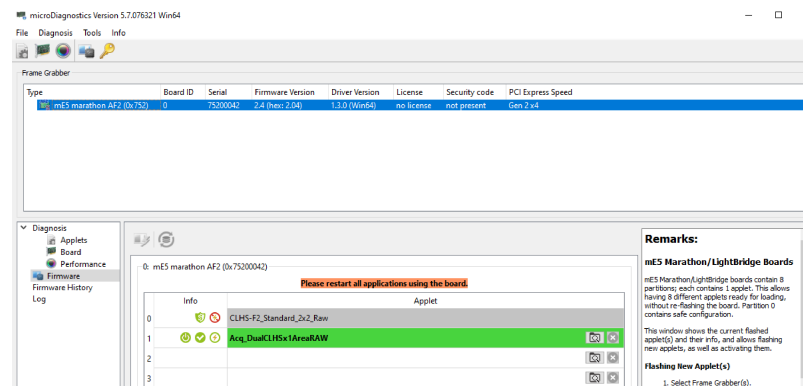 microDiagnostics Version 5.7.076321 Win64
File Diagnosis Tools Info
Frame Grabber
Type Board ID Serial Firmware Version Driver Version License Security code PCI Express Speed
mE5 marathon AF2 (0x752) 0 75200042 2.4 (hex: 2.04) 1.3.0 (Win64) no license not present Gen 2 x4
Diagnosis
Applets
Board
Performance
Firmware
Firmware History
Log
0: mE5 marathon AF2 (0x75200042)
Please restart all applications using the board.
Info Applet
0 CLHS-F2_Standard_2x2_Raw
1 Acq_DualCLHSx1AreaRAW
2
3
Remarks:
mE5 Marathon/LightBridge Boards
mE5 Marathon/LightBridge boards contain 8
partitions; each contains 1 applet. This allows
having 8 different applets ready for loading,
without re-flashing the board. Partition 0
contains safe configuration.
This window shows the current flashed
applet(s) and their info, and allows flashing
new applets, as well as activating them.
Flashing New Applet(s)
1. Select Frame Grabber(s).